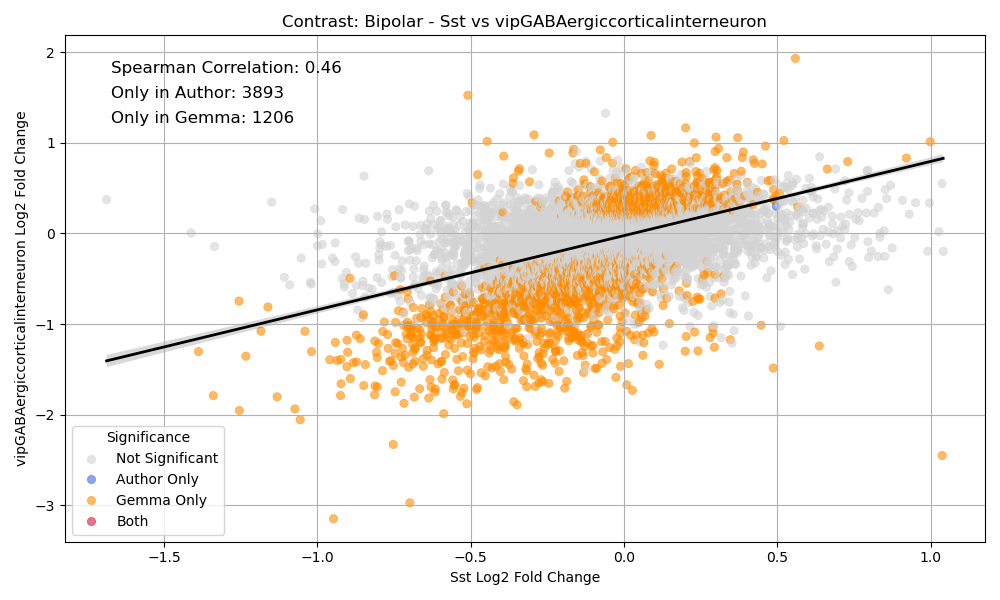 Contrast: Bipolar - Sst vs vipGABAergiccorticalinterneuron
Spearman Correlation: 0.46
Only in Author: 3893
Only in Gemma: 1206
vipGABAergiccorticalinterneuron Log2 Fold Change
2
1
0
−1
−2
−3
Significance
Not Significant
Author Only
Gemma Only
Both
−1.5
−1.0
−0.5
0.0
0.5
1.0
Sst Log2 Fold Change